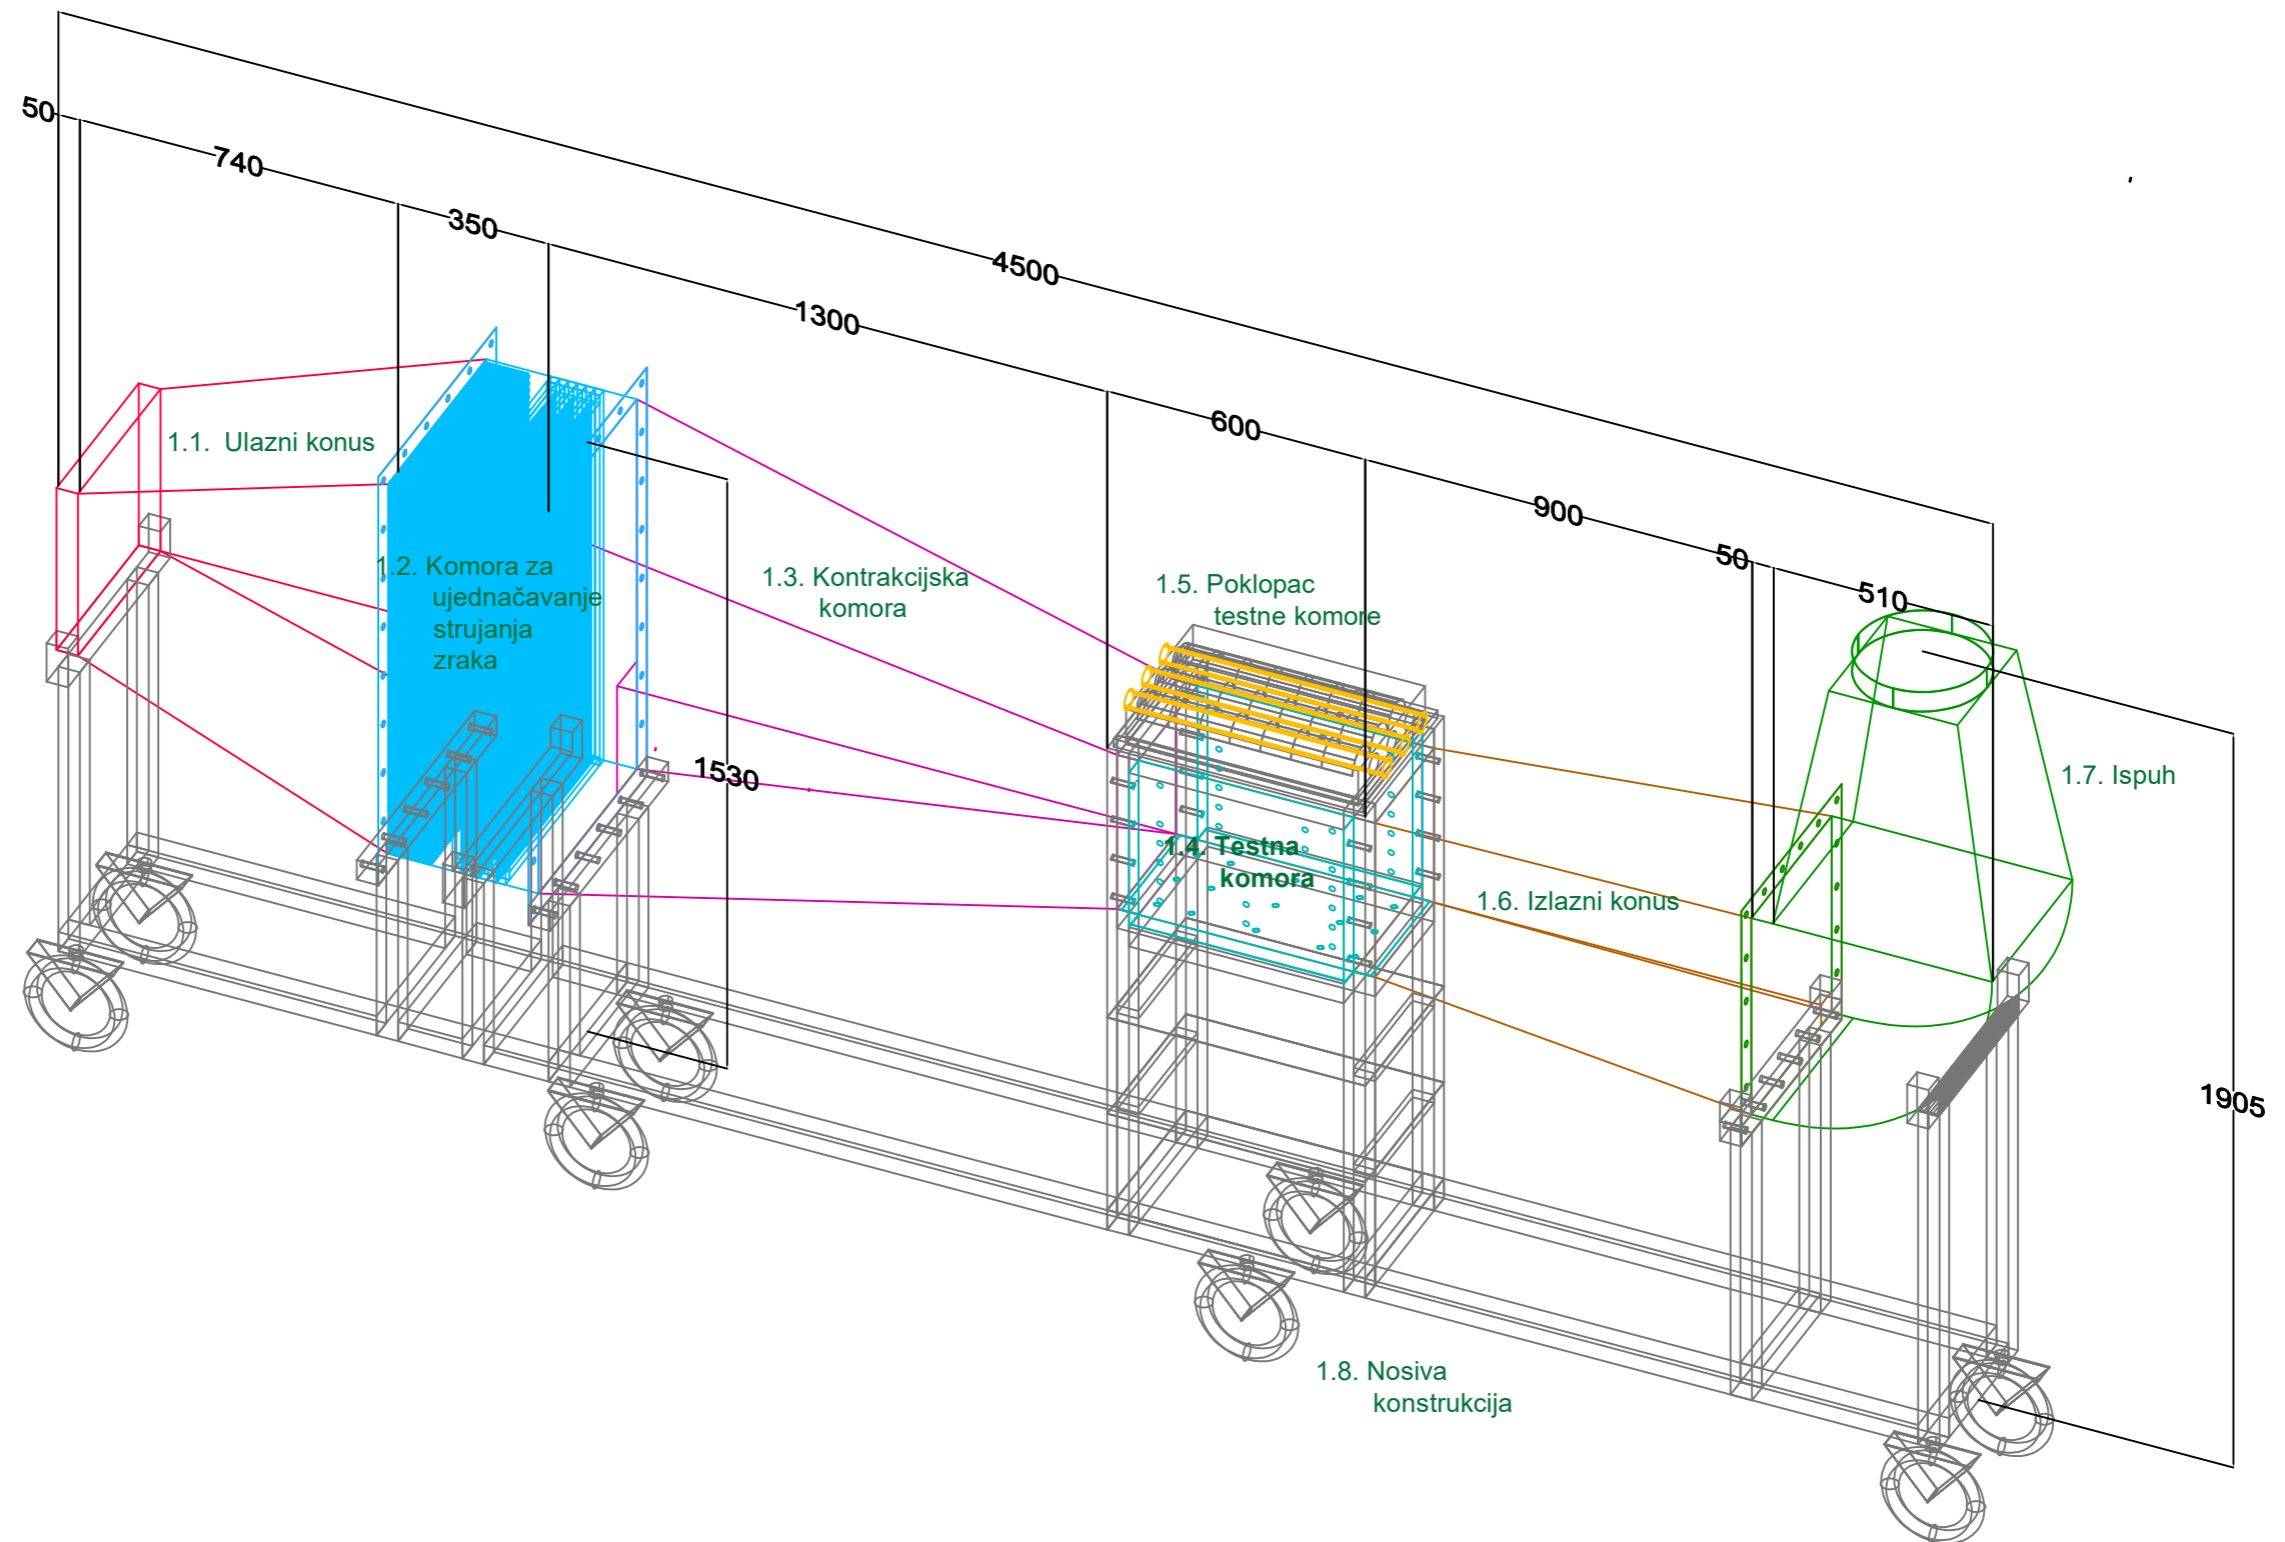 50
740
350
4500
1300
600
900
50
510
1.1.  Ulazni konus
1.2. Komora za
ujednačavanje
strujanja
zraka
1.3. Kontrakcijska
komora
1.5. Poklopac
testne komore
1530
1.4. Testna
komora
1.6. Izlazni konus
1.7. Ispuh
1905
1.8. Nosiva
konstrukcija